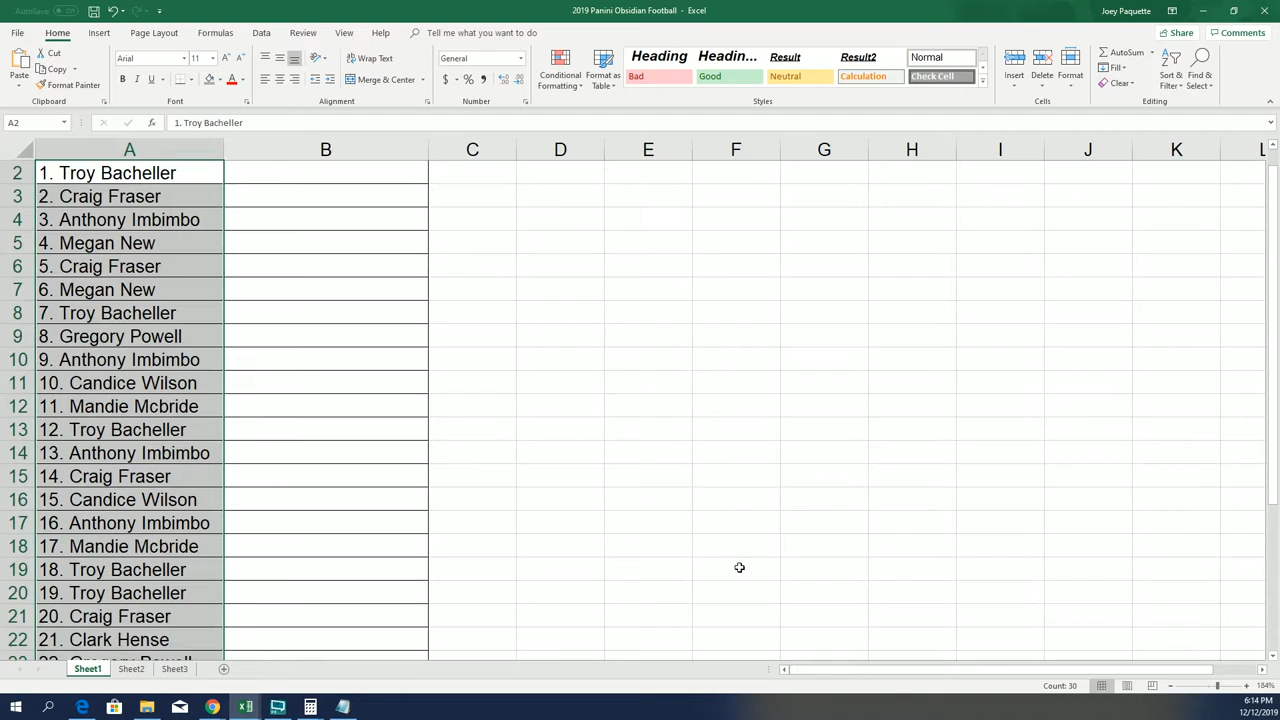 AutoSave Off
2019 Panini Obsidian Football - Excel
Joey Paquette
File Home Insert Page Layout Formulas Data Review View Help Tell me what you want to do
Share Comments
Paste
Cut
Copy
Format Painter
Clipboard
Arial 11
B I U
Font
Wrap Text
Merge & Center
Alignment
General
$ % ,
Number
Conditional Formatting
Format as Table
Heading Headin... Result Result2 Normal
Bad Good Neutral Calculation Check Cell
Styles
Insert Delete Format
Cells
AutoSum
Fill
Clear
Sort & Filter
Find & Select
Editing
A2 fx 1. Troy Bacheller
A B C D E F G H I J K L
2 1. Troy Bacheller
3 2. Craig Fraser
4 3. Anthony Imbimbo
5 4. Megan New
6 5. Craig Fraser
7 6. Megan New
8 7. Troy Bacheller
9 8. Gregory Powell
10 9. Anthony Imbimbo
11 10. Candice Wilson
12 11. Mandie Mcbride
13 12. Troy Bacheller
14 13. Anthony Imbimbo
15 14. Craig Fraser
16 15. Candice Wilson
17 16. Anthony Imbimbo
18 17. Mandie Mcbride
19 18. Troy Bacheller
20 19. Troy Bacheller
21 20. Craig Fraser
22 21. Clark Hense
23 22. Gregory Powell
Sheet1 Sheet2 Sheet3
Count: 30
184%
6:14 PM
12/12/2019